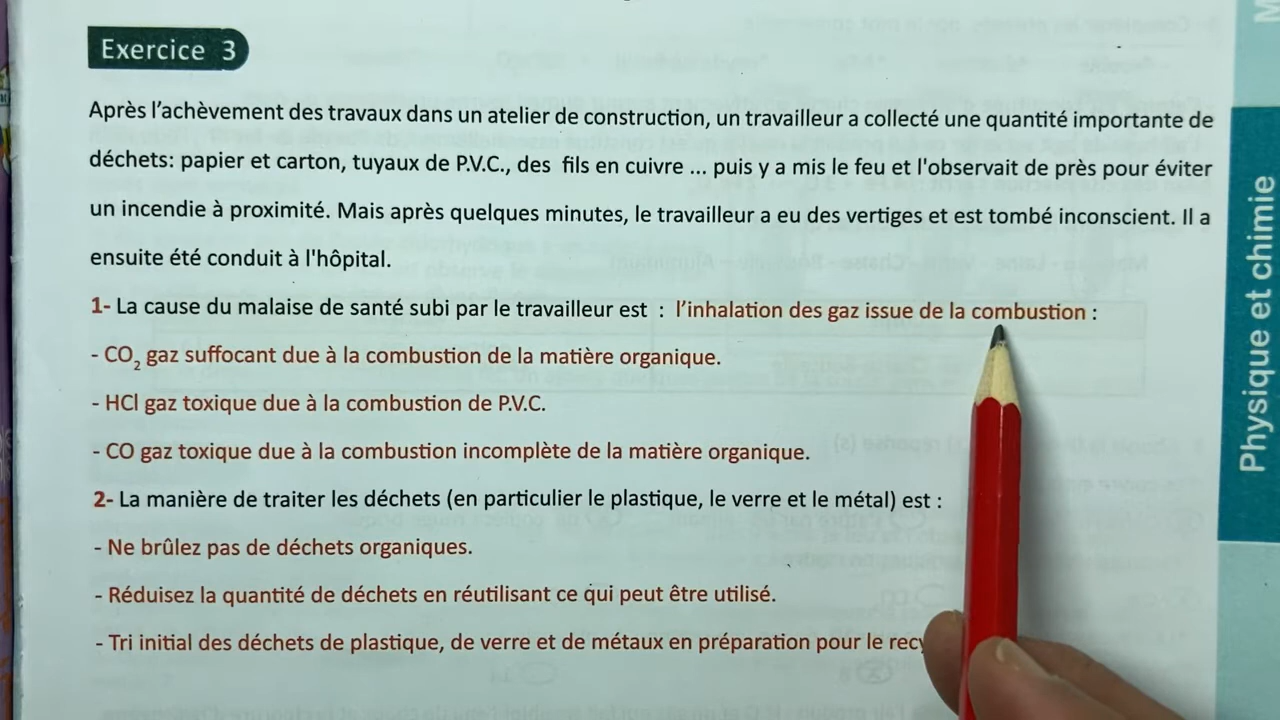 Exercice 3
Après l'achèvement des travaux dans un atelier de construction, un travailleur a collecté une quantité importante de
déchets: papier et carton, tuyaux de P.V.C., des fils en cuivre ... puis y a mis le feu et l'observait de près pour éviter
un incendie à proximité. Mais après quelques minutes, le travailleur a eu des vertiges et est tombé inconscient. Il a
ensuite été conduit à l'hôpital.
1- La cause du malaise de santé subi par le travailleur est : l'inhalation des gaz issue de la combustion :
- CO₂ gaz suffocant due à la combustion de la matière organique.
- HCl gaz toxique due à la combustion de P.V.C.
- CO gaz toxique due à la combustion incomplète de la matière organique.
2- La manière de traiter les déchets (en particulier le plastique, le verre et le métal) est :
- Ne brûlez pas de déchets organiques.
- Réduisez la quantité de déchets en réutilisant ce qui peut être utilisé.
- Tri initial des déchets de plastique, de verre et de métaux en préparation pour le
Physique et chimie